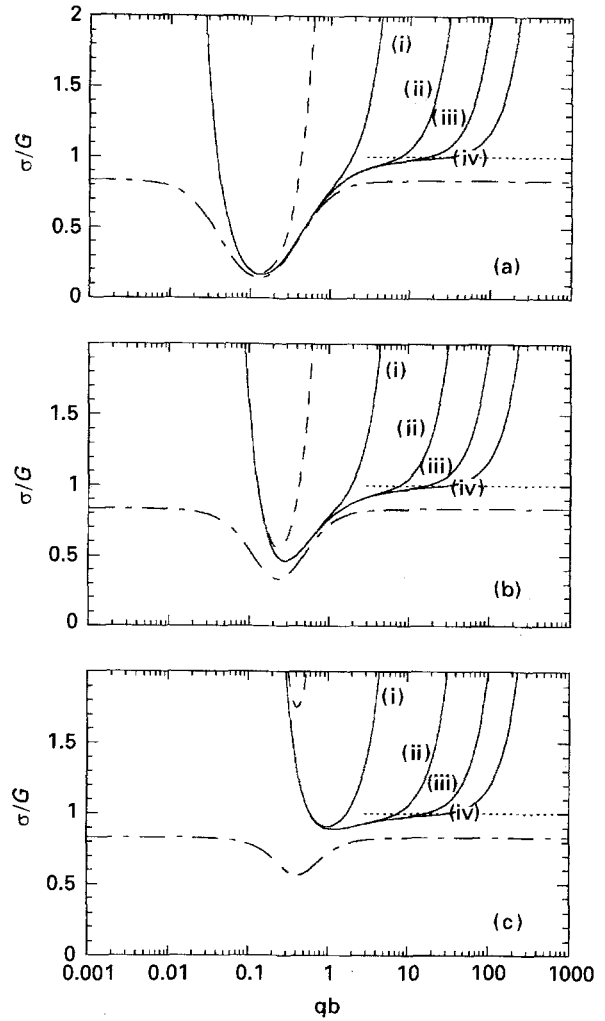 2
(i)
1.5
(ii)
(iii)
σ/G
1
(iv)
0.5
(a)
0
(i)
1.5
(ii)
σ/G
1
(iii)
(iv)
0.5
(b)
0
(i)
1.5
(ii)
(iii)
σ/G
1
(iv)
0.5
(c)
0
0.001 0.01 0.1 1 10 100 1000
qb